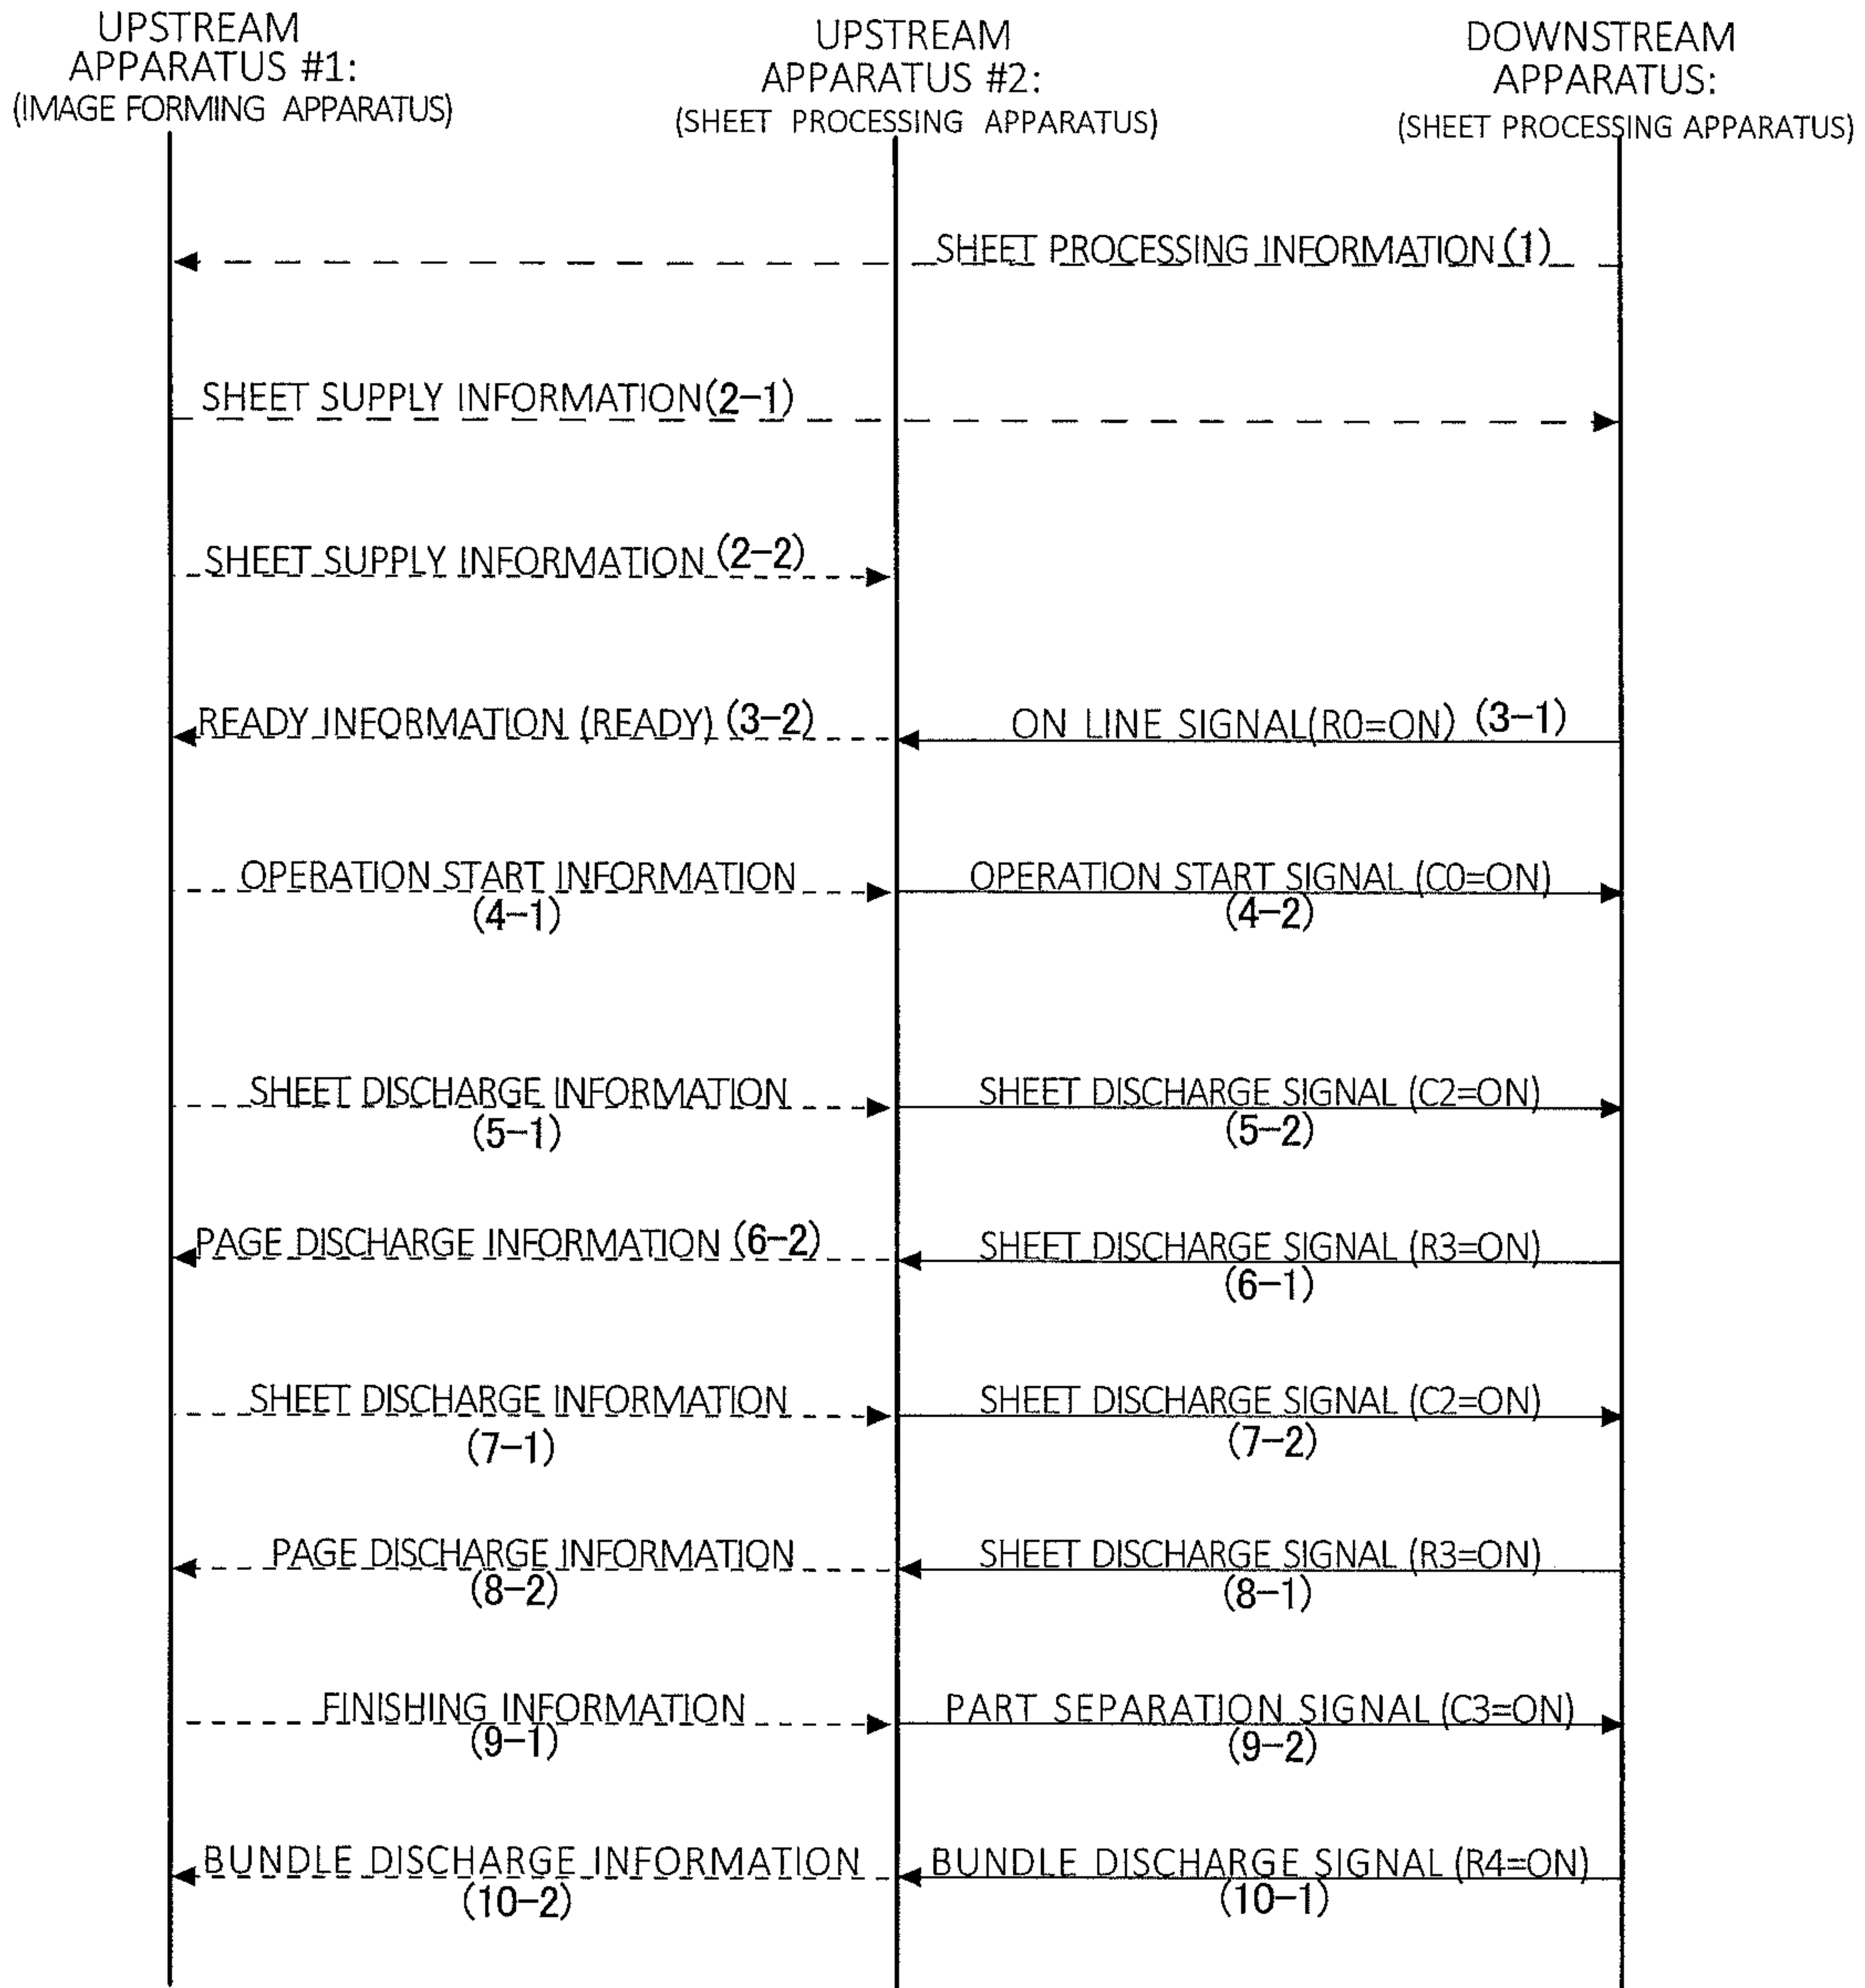 UPSTREAM
APPARATUS #1:
(IMAGE FORMING APPARATUS)
UPSTREAM
APPARATUS #2:
(SHEET PROCESSING APPARATUS)
DOWNSTREAM
APPARATUS:
(SHEET PROCESSING APPARATUS)
SHEET PROCESSING INFORMATION (1)
SHEET SUPPLY INFORMATION(2-1)
SHEET SUPPLY INFORMATION (2-2)
READY INFORMATION (READY) (3-2)
ON LINE SIGNAL(R0=ON) (3-1)
OPERATION START INFORMATION
(4-1)
OPERATION START SIGNAL (C0=ON)
(4-2)
SHEET DISCHARGE INFORMATION
(5-1)
SHEET DISCHARGE SIGNAL (C2=ON)
(5-2)
PAGE DISCHARGE INFORMATION (6-2)
SHEET DISCHARGE SIGNAL (R3=ON)
(6-1)
SHEET DISCHARGE INFORMATION
(7-1)
SHEET DISCHARGE SIGNAL (C2=ON)
(7-2)
PAGE DISCHARGE INFORMATION
(8-2)
SHEET DISCHARGE SIGNAL (R3=ON)
(8-1)
FINISHING INFORMATION
(9-1)
PART SEPARATION SIGNAL (C3=ON)
(9-2)
BUNDLE DISCHARGE INFORMATION
(10-2)
BUNDLE DISCHARGE SIGNAL (R4=ON)
(10-1)